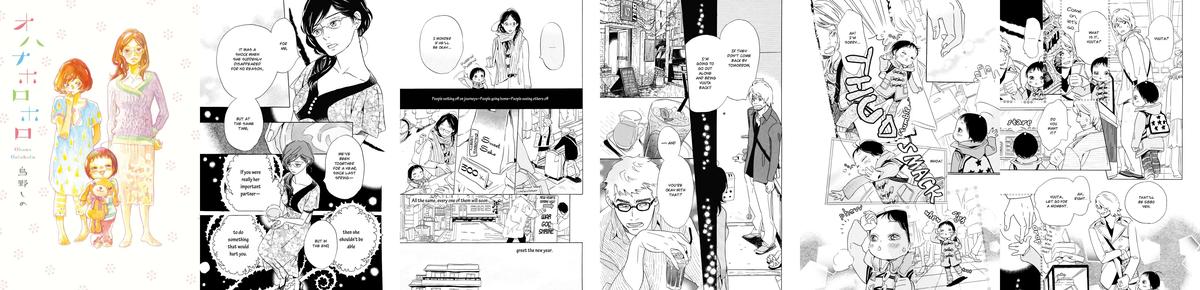 オハナホロホロ
Ohana Holoholo
鳥野しの
FOR ME,
IT WAS A
SHOCK WHEN
SHE SUDDENLY
DISAPPEARED
FOR NO REASON,
BUT AT
THE SAME
TIME,
WE'VE
BEEN
TOGETHER
FOR A YEAR
SINCE LAST
SPRING—
If you were
really her
important
partner—
then she
shouldn't be
able
to do
something
that would
hurt you.
BUT IN
THE END
I WONDER
IF HE'LL
BE OKAY...
...
People setting off on journeys—People going home—People seeing others off
All the same, every one of them will soon
greet the new year.
IF THEY
DON'T COME
BACK BY
TOMORROW,
I'M
GOING TO
GO OUT
ALONE
AND BRING
YUUTA
BACK!!
— AND
YOU'RE
OKAY WITH
THAT?
AH!
I'M
SORRY...
THUD
SMACK
WHOA!
Come
on,
let's
go...
WHAT
IS IT,
YUUTA?
YUUTA?
stare
DO YOU
WANT
IT?
YUUTA,
LET GO FOR
A MOMENT.
AH,
RIGHT.
THAT'LL
BE 5250
YEN.